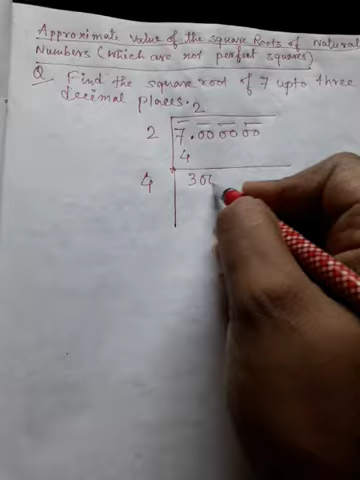 Approximate Value of the Square Roots of Natural
Numbers (which are not perfect squares)
Q. Find the square root of 7 upto three
decimal places.
2
2 7.00 00 00
4
4 300